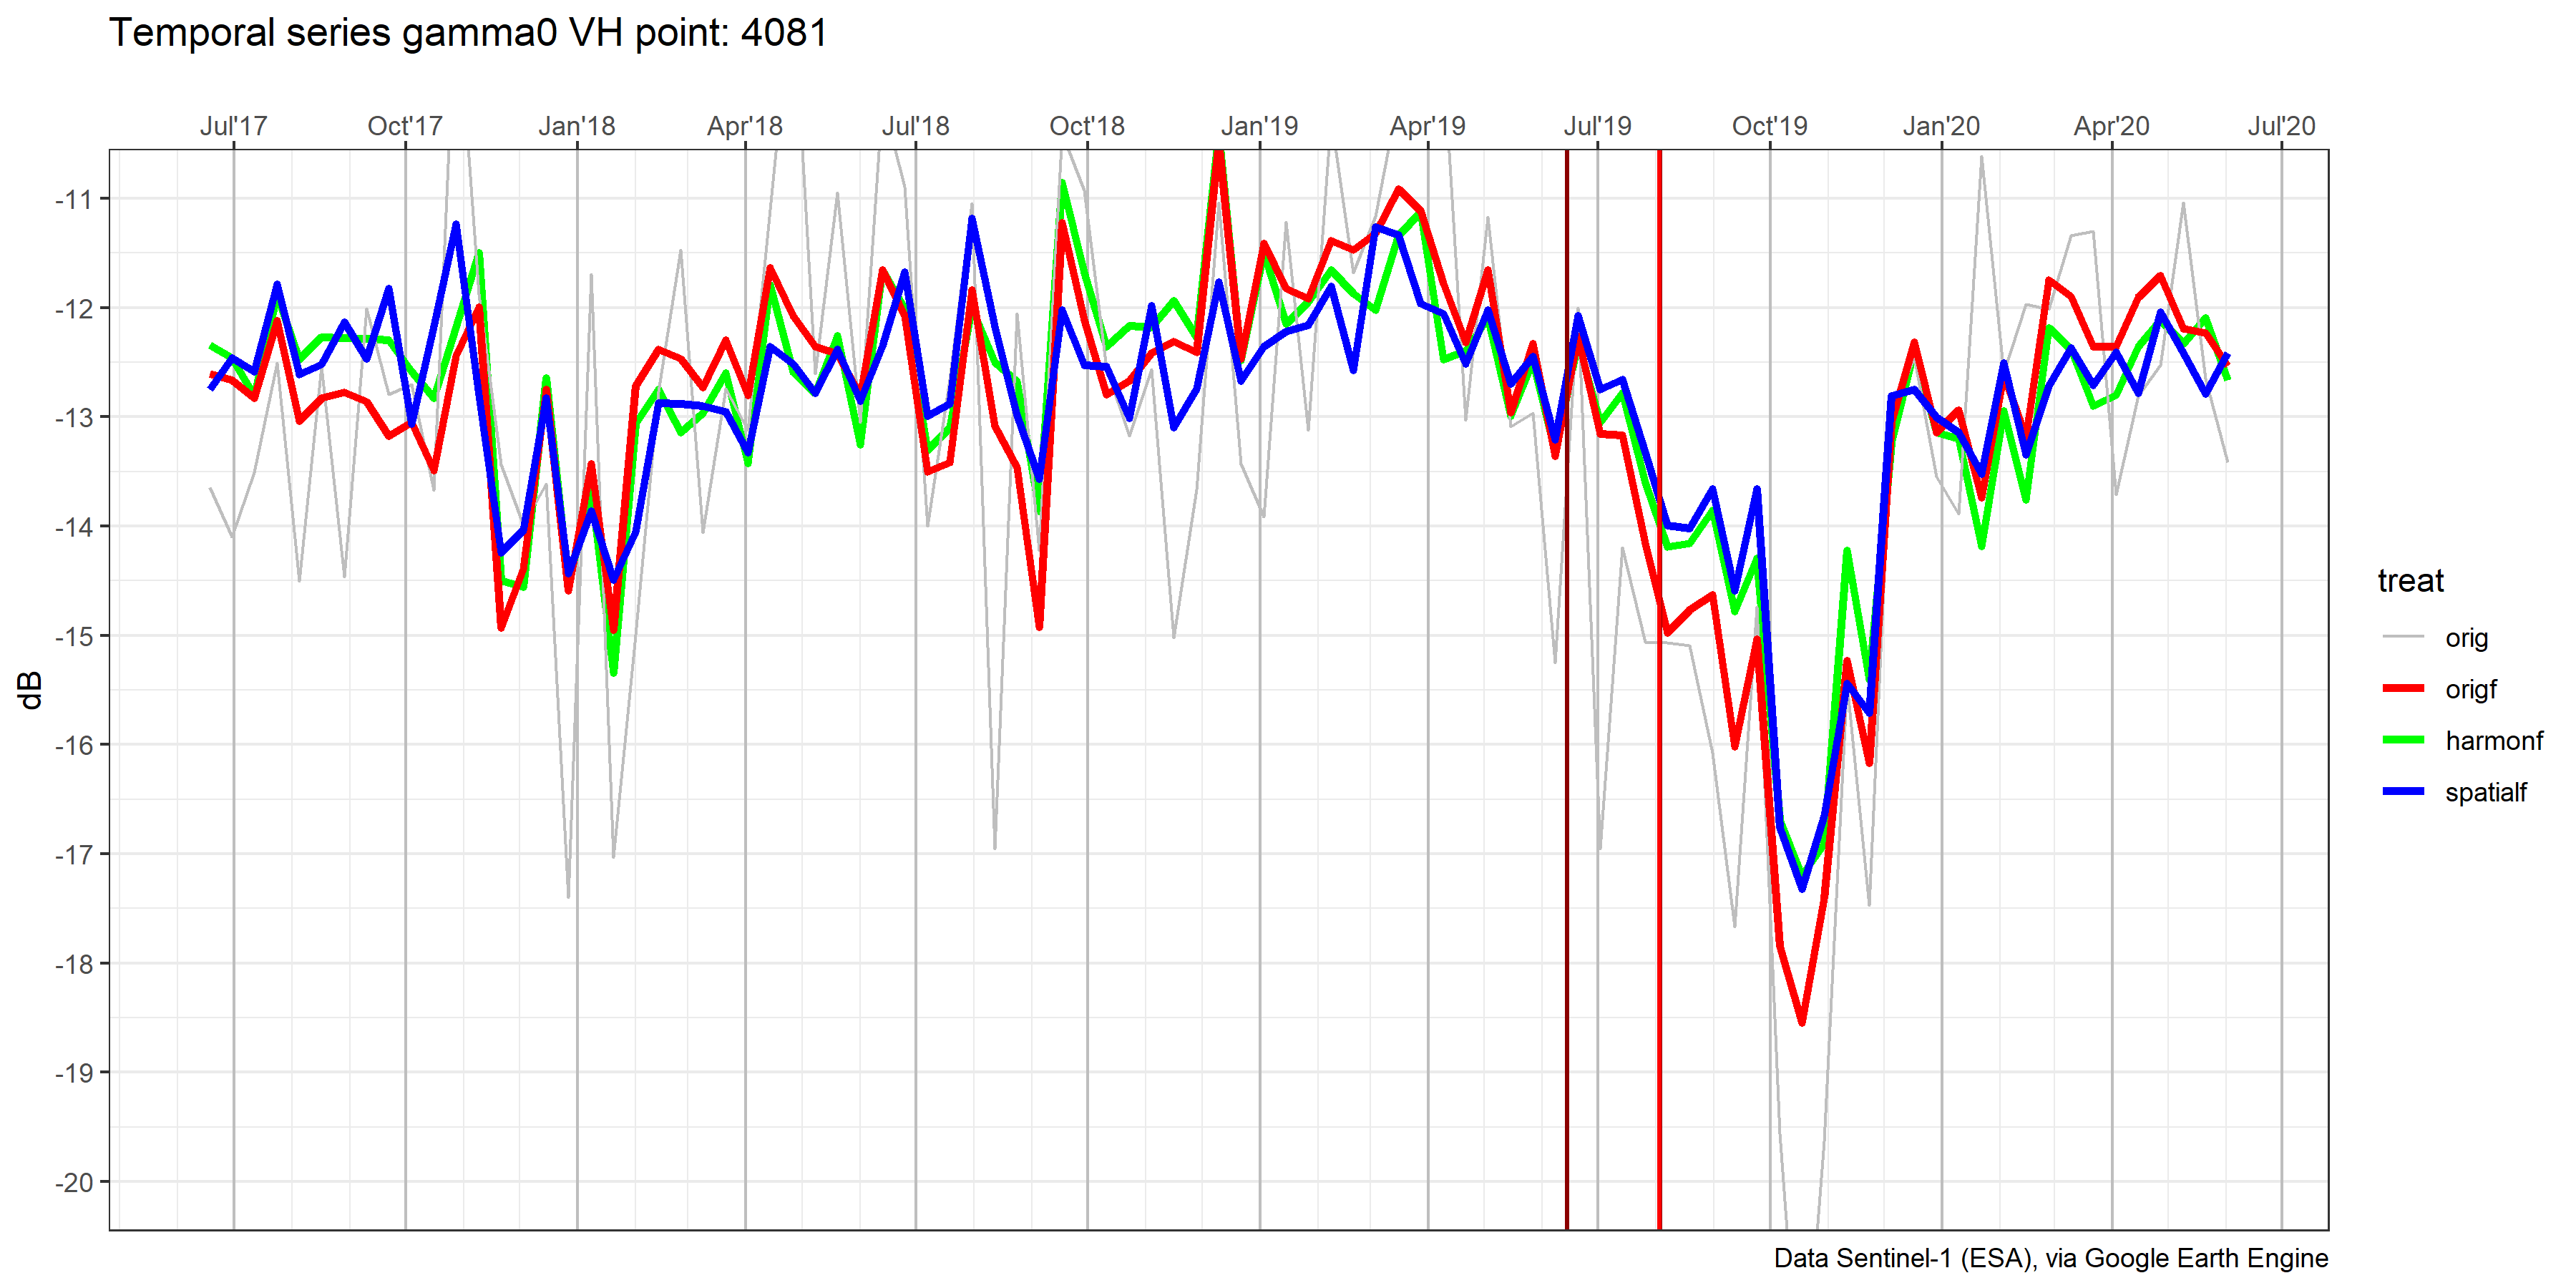 Temporal series gamma0 VH point: 4081
Jul'17 Oct'17 Jan'18 Apr'18 Jul'18 Oct'18 Jan'19 Apr'19 Jul'19 Oct'19 Jan'20 Apr'20 Jul'20
-11
-12
-13
-14
-15
-16
-17
-18
-19
-20
dB
treat
orig
origf
harmonf
spatialf
Data Sentinel-1 (ESA), via Google Earth Engine